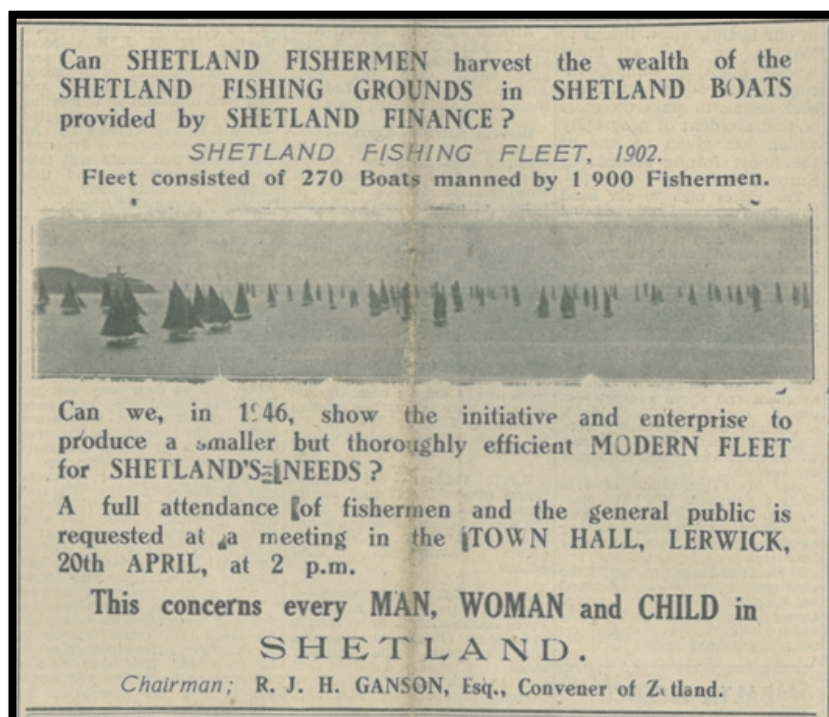 Can SHETLAND FISHERMEN harvest the wealth of the
SHETLAND FISHING GROUNDS in SHETLAND BOATS
provided by SHETLAND FINANCE ?
SHETLAND FISHING FLEET, 1902.
Fleet consisted of 270 Boats manned by 1 900 Fishermen.
Can we, in 1946, show the initiative and enterprise to
produce a smaller but thoroughly efficient MODERN FLEET
for SHETLAND'S NEEDS ?
A full attendance of fishermen and the general public is
requested at a meeting in the TOWN HALL, LERWICK,
20th APRIL, at 2 p.m.
This concerns every MAN, WOMAN and CHILD in
SHETLAND.
Chairman; R. J. H. GANSON, Esq., Convener of Zetland.